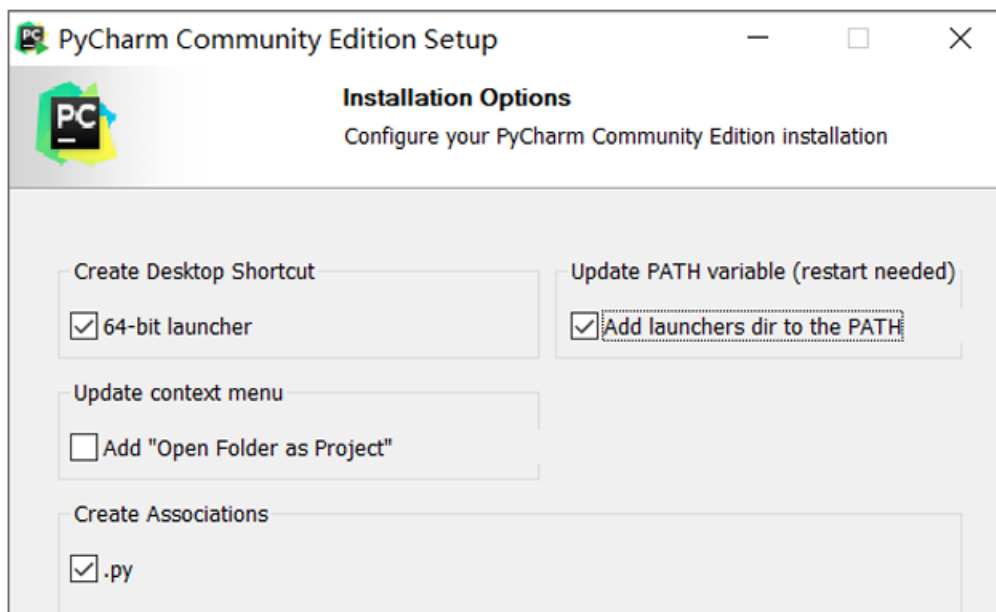 PyCharm Community Edition Setup
PC
Installation Options
Configure your PyCharm Community Edition installation
Create Desktop Shortcut
64-bit launcher
Update PATH variable (restart needed)
Add launchers dir to the PATH
Update context menu
Add "Open Folder as Project"
Create Associations
.py